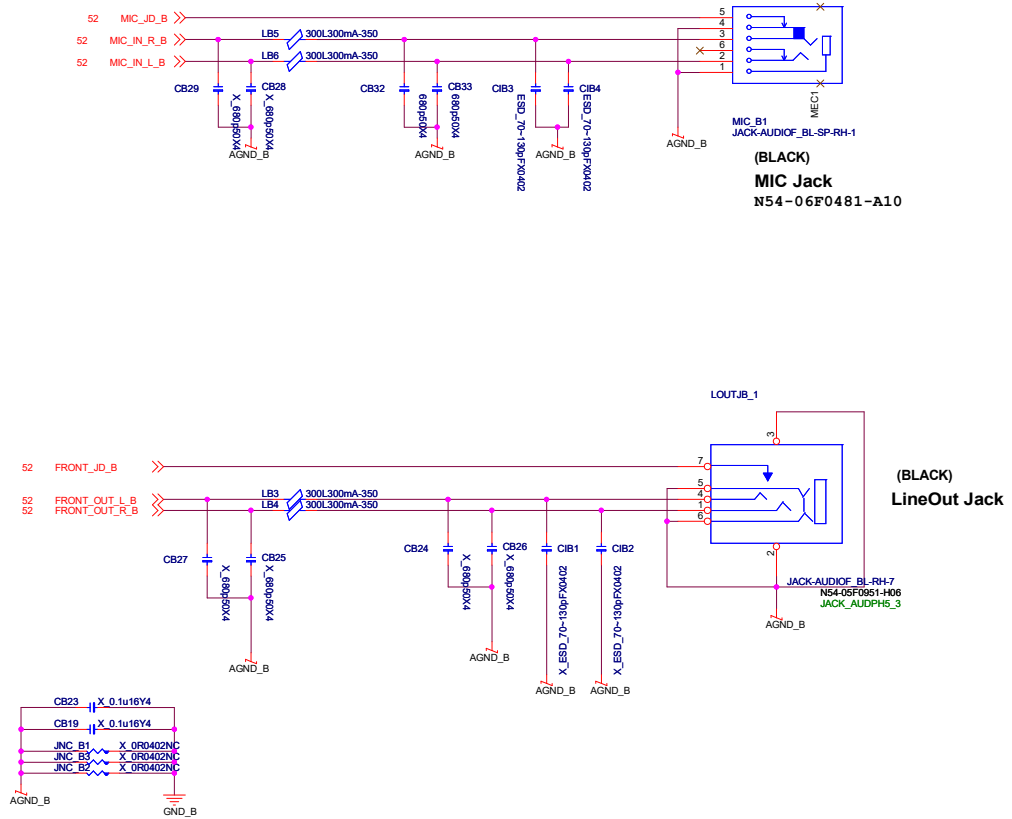 52 MIC_JD_B
52 MIC_IN_R_B
52 MIC_IN_L_B
LB5 300L300mA-350
LB6 300L300mA-350
5
4
3
6
2
1
MEC1
CB29 X_680p50X4
CB28 X_680p50X4
AGND_B
CB32 680p50X4
CB33 680p50X4
AGND_B
CIB3 ESD_70~130pFX0402
CIB4 ESD_70~130pFX0402
AGND_B
AGND_B
MIC_B1
JACK-AUDIOF_BL-SP-RH-1
(BLACK)
MIC Jack
N54-06F0481-A10
LOUTJB_1
52 FRONT_JD_B
52 FRONT_OUT_L_B
52 FRONT_OUT_R_B
LB3 300L300mA-350
LB4 300L300mA-350
3
7
5
4
1
6
2
(BLACK)
LineOut Jack
CB27 X_680p50X4
CB25 X_680p50X4
AGND_B
CB24 X_680p50X4
CB26 X_680p50X4
AGND_B
CIB1 X_ESD_70~130pFX0402
CIB2 X_ESD_70~130pFX0402
AGND_B
AGND_B
JACK-AUDIOF_BL-RH-7
N54-05F0951-H06
JACK_AUDPH5_3
AGND_B
CB23 X_0.1u16Y4
CB19 X_0.1u16Y4
JNC_B1 X_0R0402NC
JNC_B3 X_0R0402NC
JNC_B2 X_0R0402NC
AGND_B
GND_B